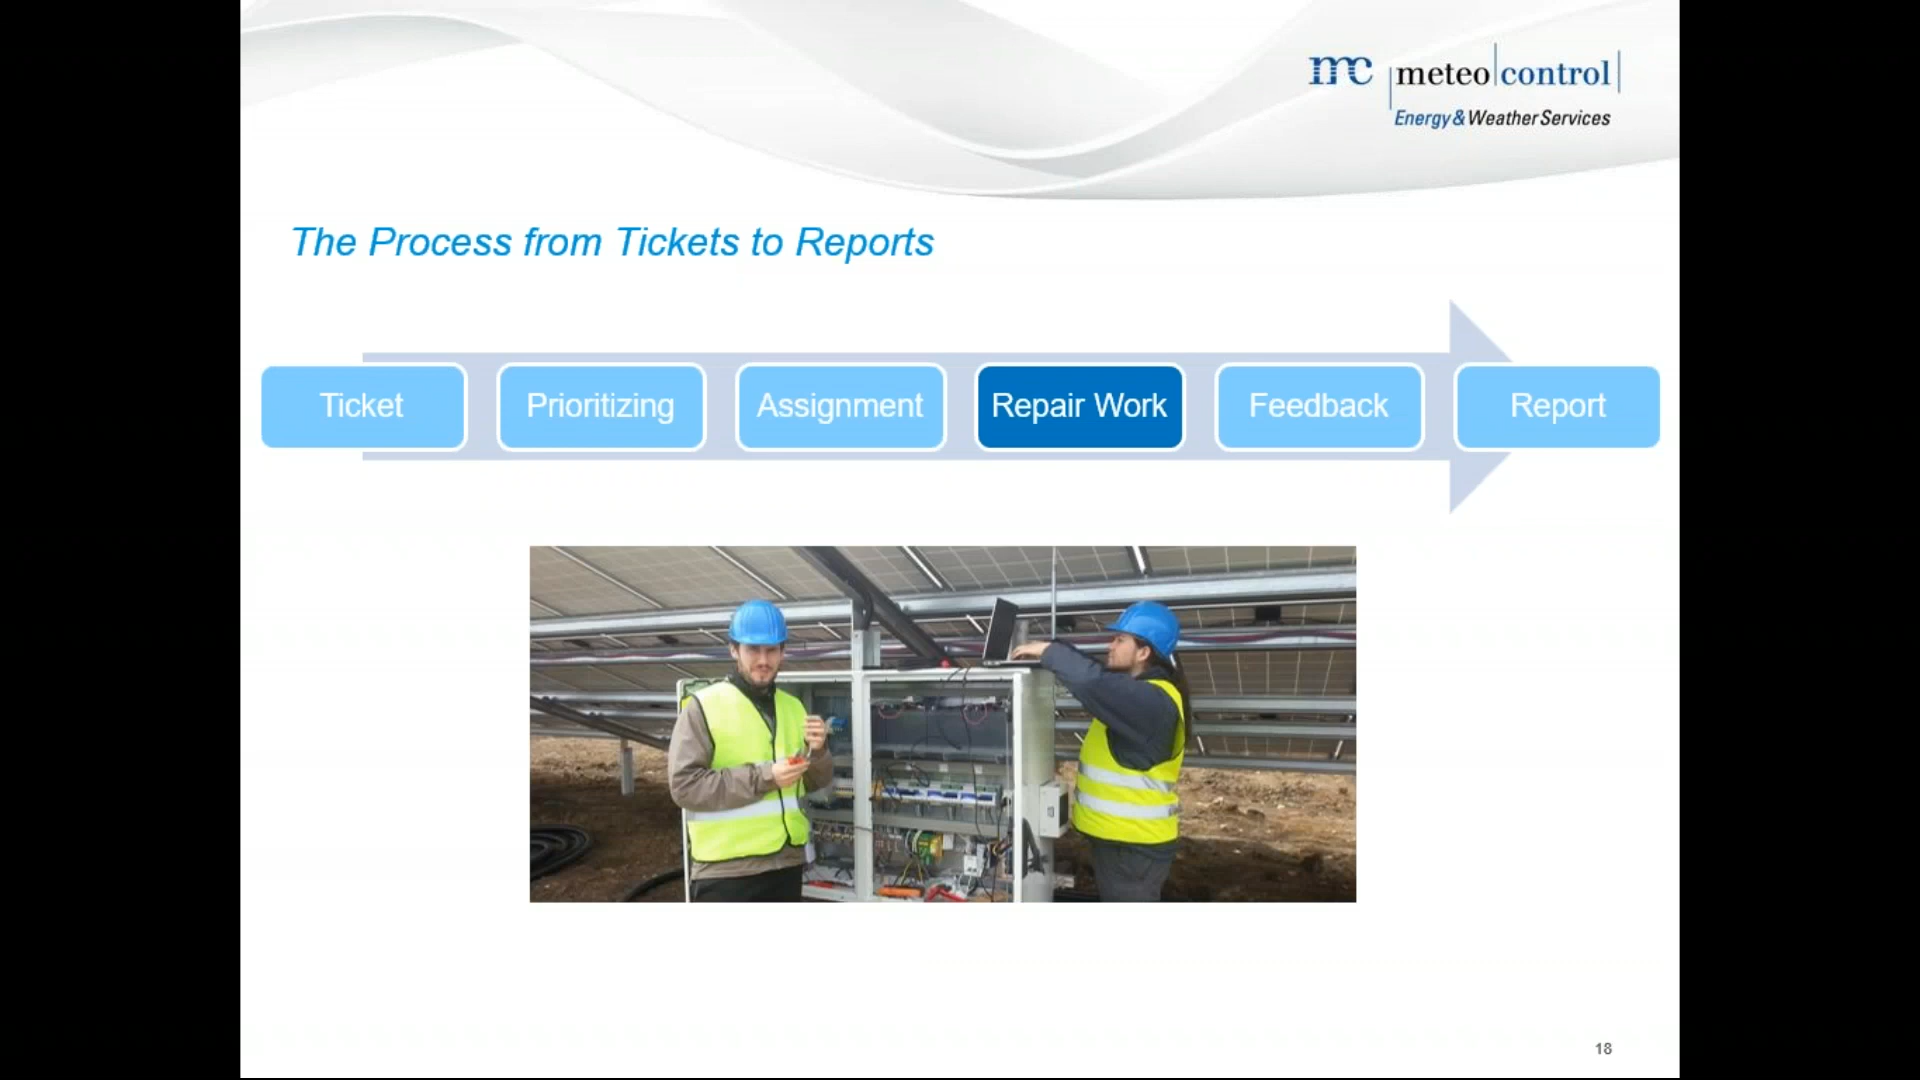 mc meteo control
Energy & Weather Services
The Process from Tickets to Reports
Ticket
Prioritizing
Assignment
Repair Work
Feedback
Report
18